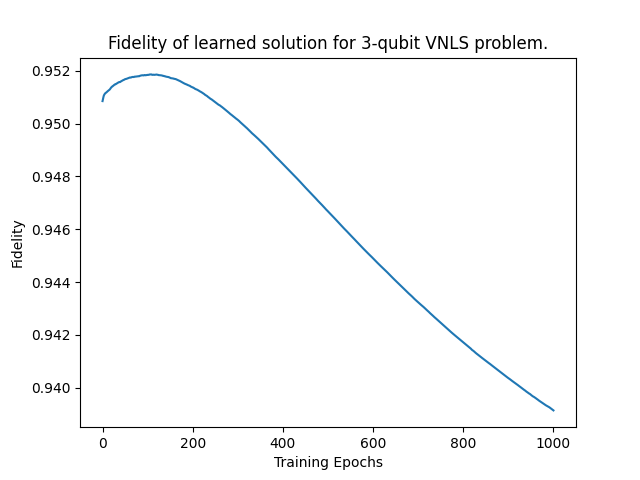 Fidelity of learned solution for 3-qubit VNLS problem.
0.952
0.950
0.948
0.946
0.944
0.942
0.940
Fidelity
0 200 400 600 800 1000
Training Epochs